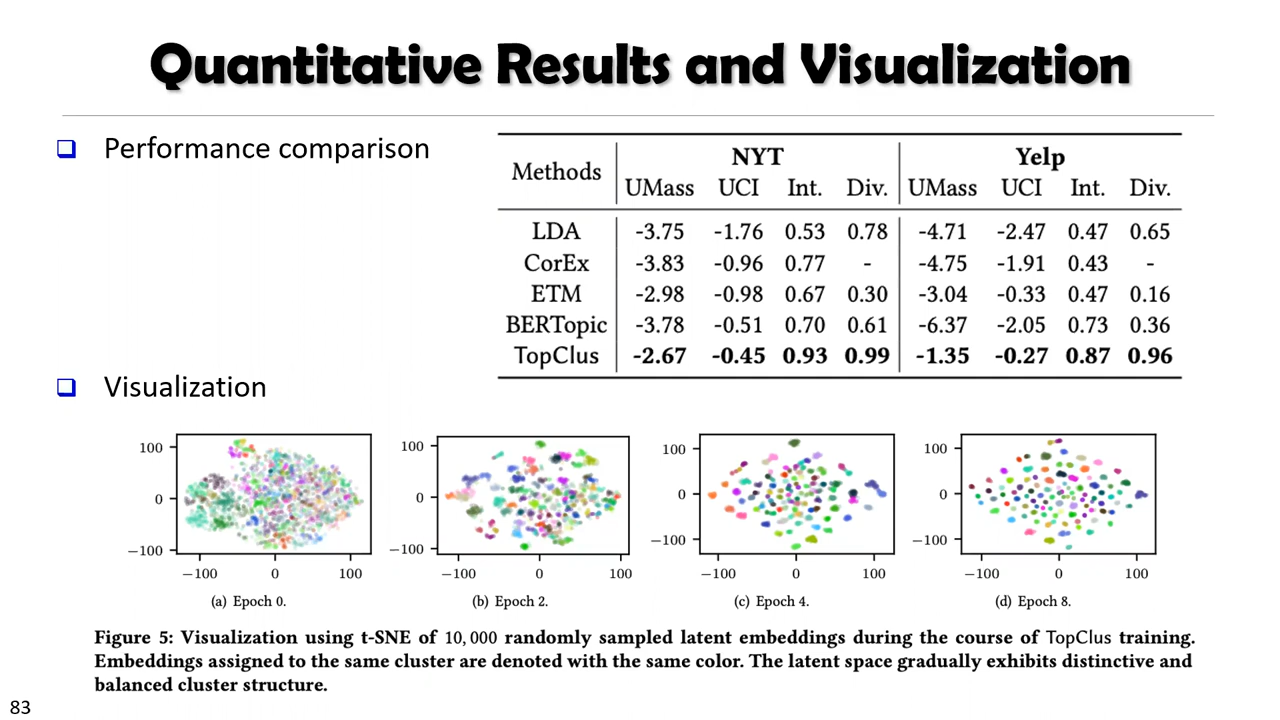 Quantitative Results and Visualization
Performance comparison
Methods NYT Yelp
UMass UCI Int. Div. UMass UCI Int. Div.
LDA -3.75 -1.76 0.53 0.78 -4.71 -2.47 0.47 0.65
CorEx -3.83 -0.96 0.77 - -4.75 -1.91 0.43 -
ETM -2.98 -0.98 0.67 0.30 -3.04 -0.33 0.47 0.16
BERTopic -3.78 -0.51 0.70 0.61 -6.37 -2.05 0.73 0.36
TopClus -2.67 -0.45 0.93 0.99 -1.35 -0.27 0.87 0.96
Visualization
100 100 100 100
0 0 0 0
−100 −100 −100 −100
−100 0 100 −100 0 100 −100 0 100 −100 0 100
(a) Epoch 0. (b) Epoch 2. (c) Epoch 4. (d) Epoch 8.
Figure 5: Visualization using t-SNE of 10, 000 randomly sampled latent embeddings during the course of TopClus training.
Embeddings assigned to the same cluster are denoted with the same color. The latent space gradually exhibits distinctive and
balanced cluster structure.
83